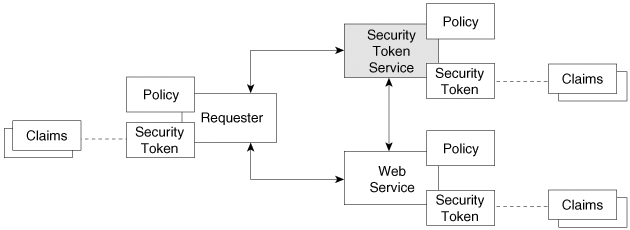 Policy
Security
Token
Service
Security
Token
Claims
Policy
Requester
Claims
Security
Token
Policy
Web
Service
Security
Token
Claims